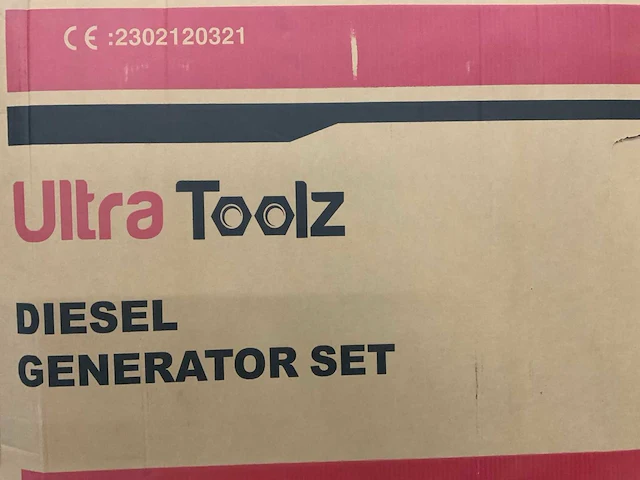 CE :2302120321
Ultra Toolz
DIESEL
GENERATOR SET